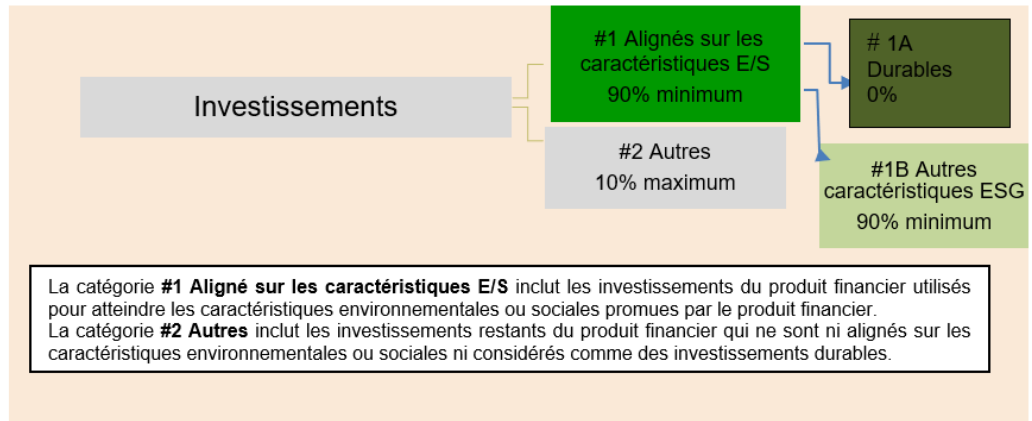 Investissements
#1 Alignés sur les
caractéristiques E/S
90% minimum
#2 Autres
10% maximum
# 1A
Durables
0%
#1B Autres
caractéristiques ESG
90% minimum
La catégorie #1 Aligné sur les caractéristiques E/S inclut les investissements du produit financier utilisés
pour atteindre les caractéristiques environnementales ou sociales promues par le produit financier.
La catégorie #2 Autres inclut les investissements restants du produit financier qui ne sont ni alignés sur les
caractéristiques environnementales ou sociales ni considérés comme des investissements durables.